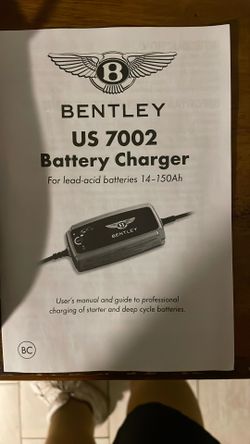 B
BENTLEY
US 7002
Battery Charger
For lead-acid batteries 14–150Ah
B
BENTLEY
User's manual and guide to professional
charging of starter and deep cycle batteries.
BC